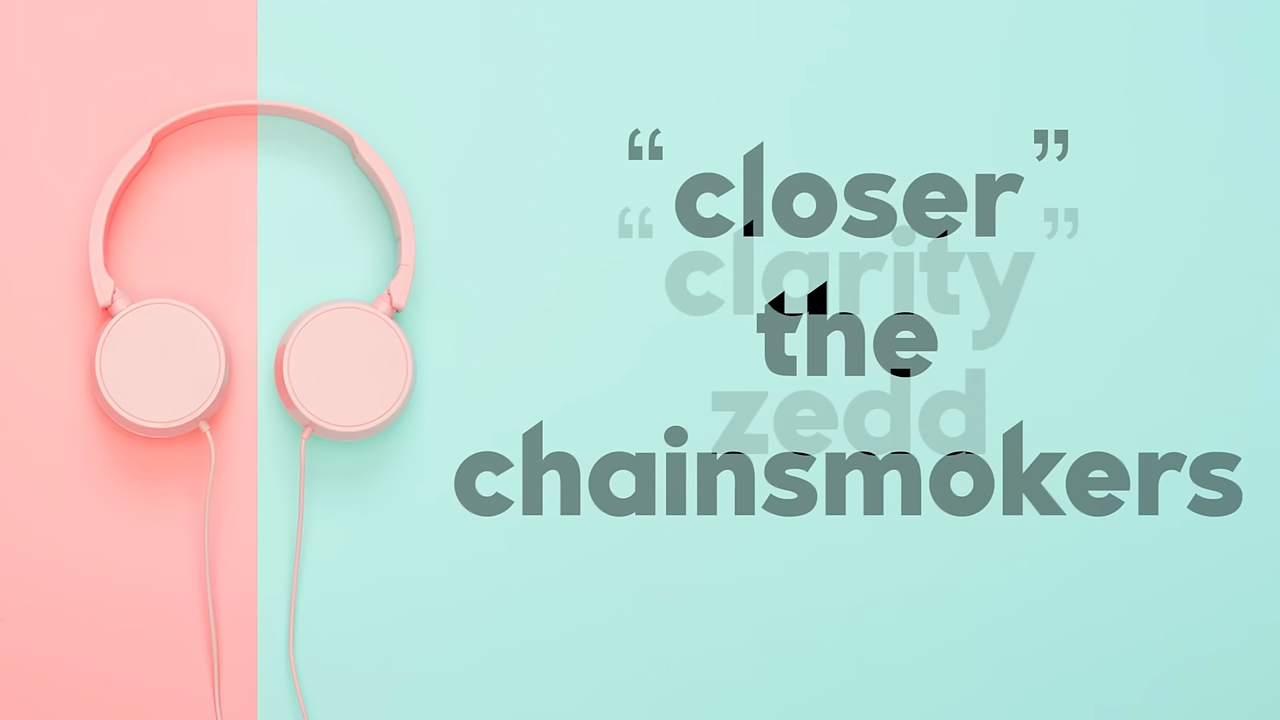 “closer”
“clarity”
the
zedd
chainsmokers